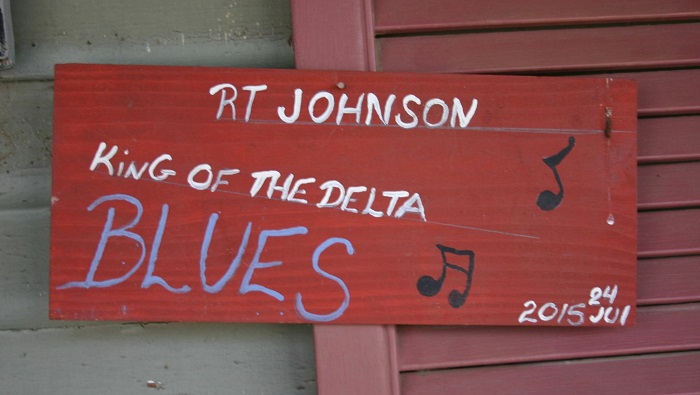 RT JOHNSON
KiNG OF THE DELTA
BLUES
24
2015 JUl